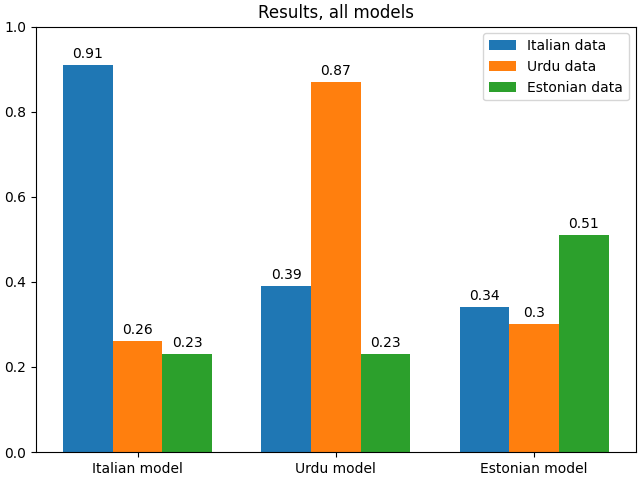 Results, all models
1.0
0.8
0.6
0.4
0.2
0.0
Italian data
Urdu data
Estonian data
0.91
0.26
0.23
0.39
0.87
0.23
0.34
0.3
0.51
Italian model
Urdu model
Estonian model